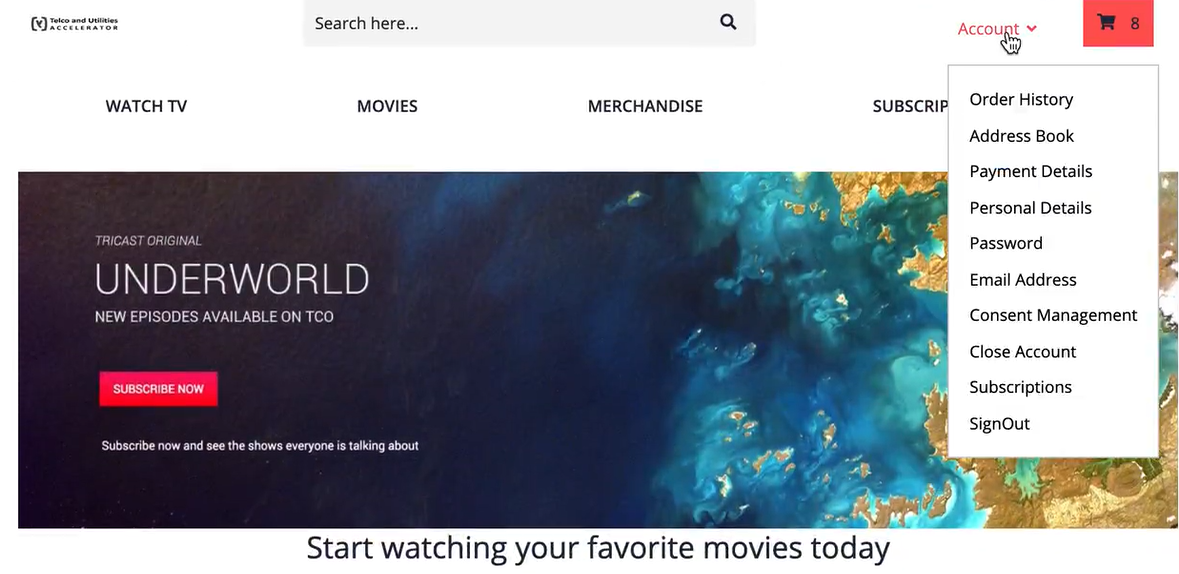 Telco and Utilities
ACCELERATOR
Search here...
Account
8
WATCH TV
MOVIES
MERCHANDISE
SUBSCRIP
Order History
Address Book
Payment Details
Personal Details
Password
Email Address
Consent Management
Close Account
Subscriptions
SignOut
TRICAST ORIGINAL
UNDERWORLD
NEW EPISODES AVAILABLE ON TCO
SUBSCRIBE NOW
Subscribe now and see the shows everyone is talking about
Start watching your favorite movies today